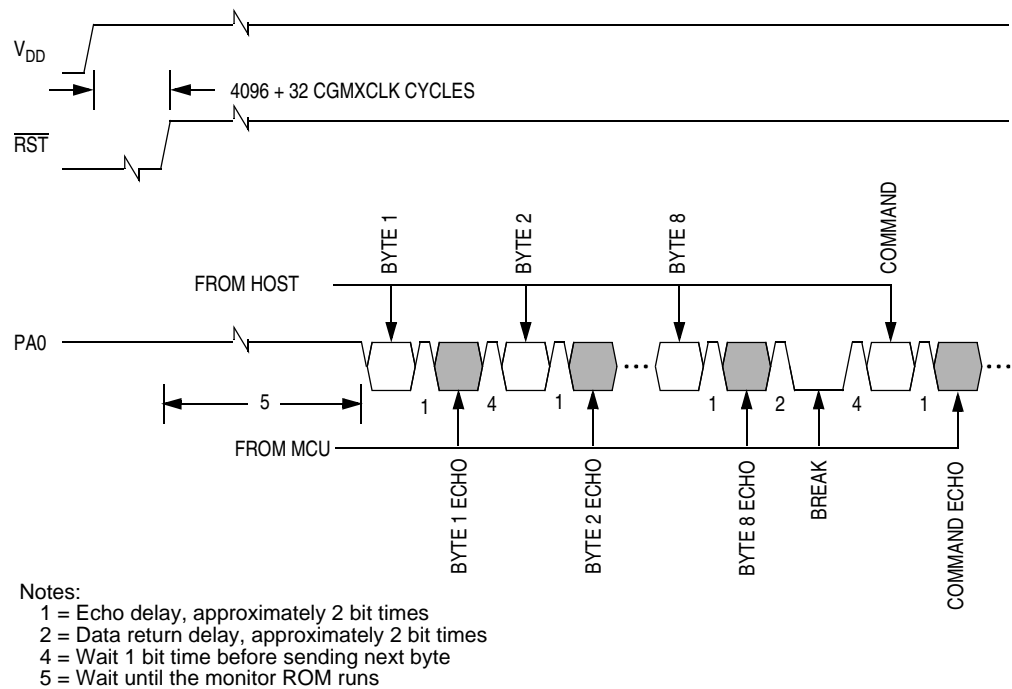 VDD
4096 + 32 CGMXCLK CYCLES
RST
BYTE 1
BYTE 2
BYTE 8
COMMAND
FROM HOST
PA0
1
4
1
1
2
4
1
5
FROM MCU
BYTE 1 ECHO
BYTE 2 ECHO
BYTE 8 ECHO
BREAK
COMMAND ECHO
Notes:
1 = Echo delay, approximately 2 bit times
2 = Data return delay, approximately 2 bit times
4 = Wait 1 bit time before sending next byte
5 = Wait until the monitor ROM runs